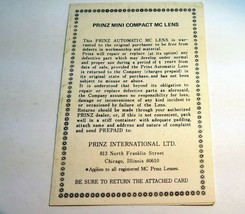 PRINZ MINI COMPACT MC LENS
This PRINZ AUTOMATIC MC LENS is war-
ranted to the original purchaser to be free from
defects in workmanship and material.
Prinz will repair or replace (at its option) any
defective part which may develop under normal
and proper use during a period of 5 years from
date of sale, provided the Prinz Automatic Lens
is returned to the Company (charges prepaid) in
its original state of purchase, and has not been
subject to misuse or abuse.
It is understood that beyond the obligation to
repair or replace defective parts as aforesaid,
the Company assumes no responsibility for loss,
damage, or inconvenience of any kind incident to
or occasioned by failure of the Lens.
Returns should be made through your authorized
PRINZ dealer, or, if this is not convenient, pack
well in a stiff container with adequate padding,
attach name and address and nature of complaint
and send PREPAID to:
PRINZ INTERNATIONAL LTD.
813 North Franklin Street
Chicago, Illinois 60610
• Applies to all registered MC Prinz Lenses.
BE SURE TO RETURN THE ATTACHED CARD